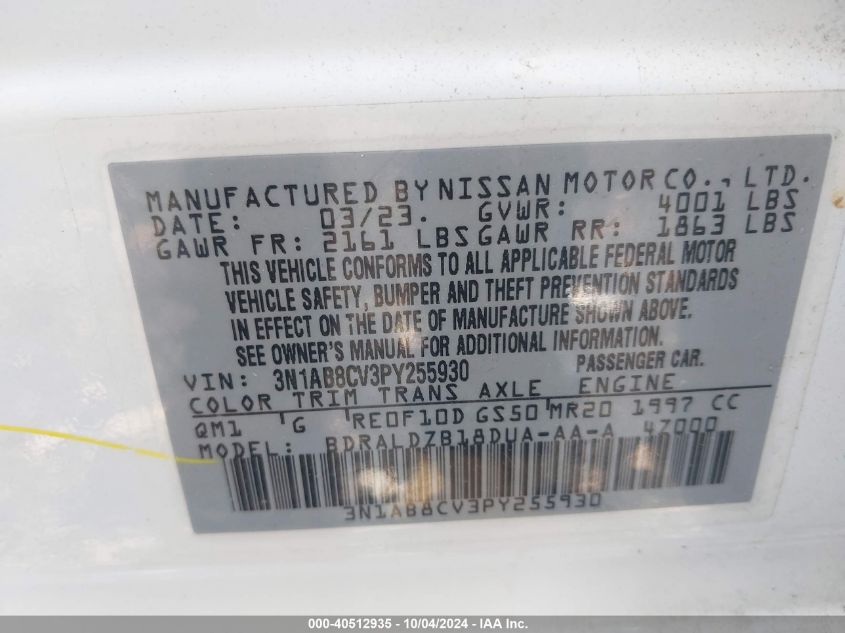 MANUFACTURED BY NISSAN MOTOR CO., LTD.
DATE: 03/23. GVWR: 4001 LBS
GAWR FR: 2161 LBS GAWR RR: 1863 LBS
THIS VEHICLE CONFORMS TO ALL APPLICABLE FEDERAL MOTOR
VEHICLE SAFETY, BUMPER AND THEFT PREVENTION STANDARDS
IN EFFECT ON THE DATE OF MANUFACTURE SHOWN ABOVE.
SEE OWNER'S MANUAL FOR ADDITIONAL INFORMATION.
VIN: 3N1AB8CV3PY255930 PASSENGER CAR.
COLOR TRIM TRANS AXLE ENGINE
QM1 G RE0F10D GS50 MR20 1997 CC
MODEL: BDRALDZB18DUA-AA-A 47000
3N1AB8CV3PY255930
000-40512935 - 10/04/2024 - IAA Inc.